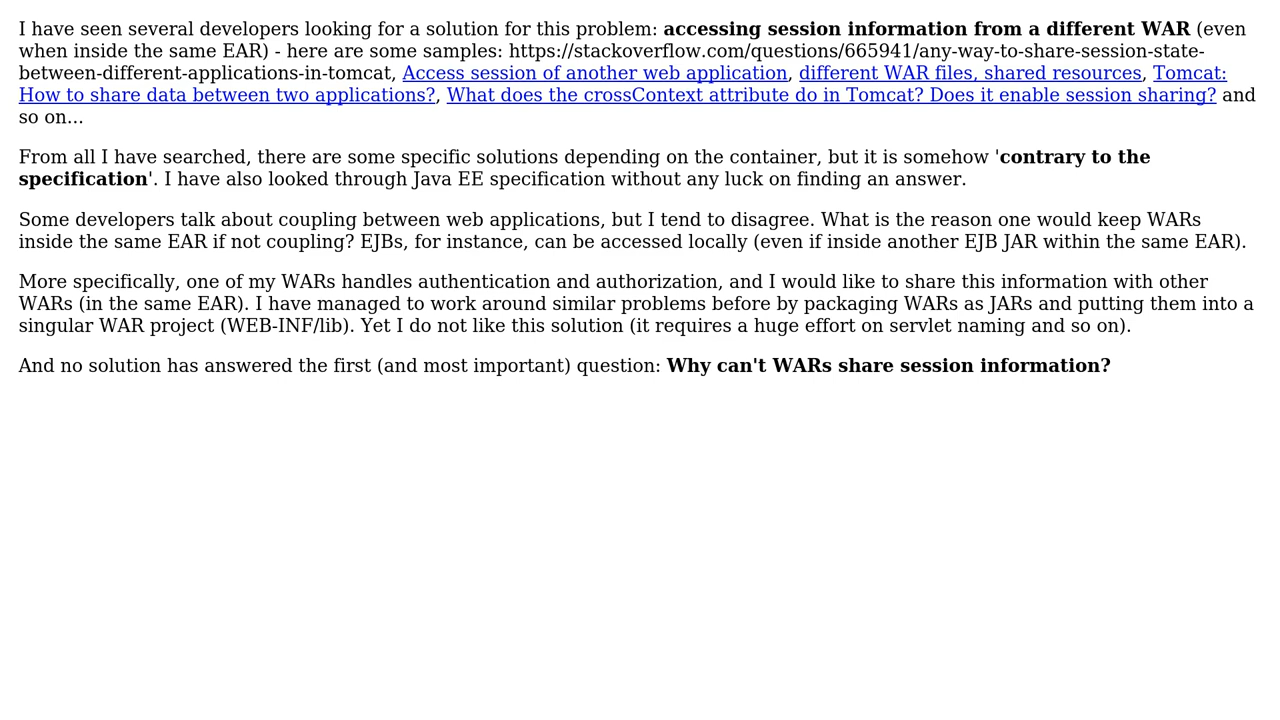 I have seen several developers looking for a solution for this problem: accessing session information from a different WAR (even
when inside the same EAR) - here are some samples: https://stackoverflow.com/questions/665941/any-way-to-share-session-state-
between-different-applications-in-tomcat, Access session of another web application, different WAR files, shared resources, Tomcat:
How to share data between two applications?, What does the crossContext attribute do in Tomcat? Does it enable session sharing? and
so on...
From all I have searched, there are some specific solutions depending on the container, but it is somehow 'contrary to the
specification'. I have also looked through Java EE specification without any luck on finding an answer.
Some developers talk about coupling between web applications, but I tend to disagree. What is the reason one would keep WARs
inside the same EAR if not coupling? EJBs, for instance, can be accessed locally (even if inside another EJB JAR within the same EAR).
More specifically, one of my WARs handles authentication and authorization, and I would like to share this information with other
WARs (in the same EAR). I have managed to work around similar problems before by packaging WARs as JARs and putting them into a
singular WAR project (WEB-INF/lib). Yet I do not like this solution (it requires a huge effort on servlet naming and so on).
And no solution has answered the first (and most important) question: Why can't WARs share session information?